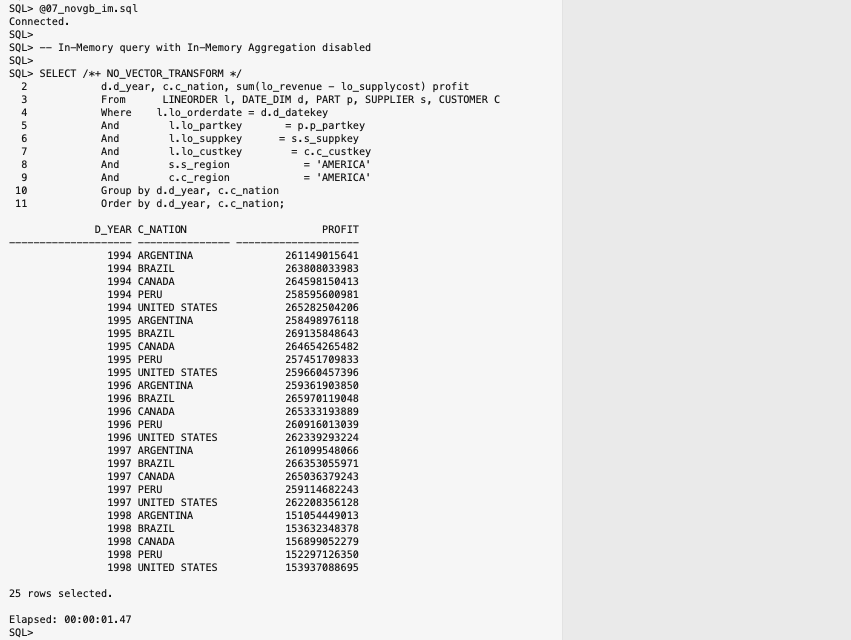 SQL> @07_novgb_im.sql
Connected.
SQL>
SQL> -- In-Memory query with In-Memory Aggregation disabled
SQL>
SQL> SELECT /*+ NO_VECTOR_TRANSFORM */
  2            d.d_year, c.c_nation, sum(lo_revenue - lo_supplycost) profit
  3            From      LINEORDER l, DATE_DIM d, PART p, SUPPLIER s, CUSTOMER C
  4            Where    l.lo_orderdate = d.d_datekey
  5            And        l.lo_partkey       = p.p_partkey
  6            And        l.lo_suppkey      = s.s_suppkey
  7            And        l.lo_custkey        = c.c_custkey
  8            And        s.s_region            = 'AMERICA'
  9            And        c.c_region            = 'AMERICA'
 10            Group by d.d_year, c.c_nation
 11            Order by d.d_year, c.c_nation;
              D_YEAR C_NATION                      PROFIT
-------------------- --------------- --------------------
                1994 ARGENTINA               261149015641
                1994 BRAZIL                  263808033983
                1994 CANADA                  264598150413
                1994 PERU                    258595600981
                1994 UNITED STATES           265282504206
                1995 ARGENTINA               258498976118
                1995 BRAZIL                  269135848643
                1995 CANADA                  264654265482
                1995 PERU                    257451709833
                1995 UNITED STATES           259660457396
                1996 ARGENTINA               259361903850
                1996 BRAZIL                  265970119048
                1996 CANADA                  265333193889
                1996 PERU                    260916013039
                1996 UNITED STATES           262339293224
                1997 ARGENTINA               261099548066
                1997 BRAZIL                  266353055971
                1997 CANADA                  265036379243
                1997 PERU                    259114682243
                1997 UNITED STATES           262208356128
                1998 ARGENTINA               151054449013
                1998 BRAZIL                  153632348378
                1998 CANADA                  156899052279
                1998 PERU                    152297126350
                1998 UNITED STATES           153937088695
25 rows selected.
Elapsed: 00:00:01.47
SQL>